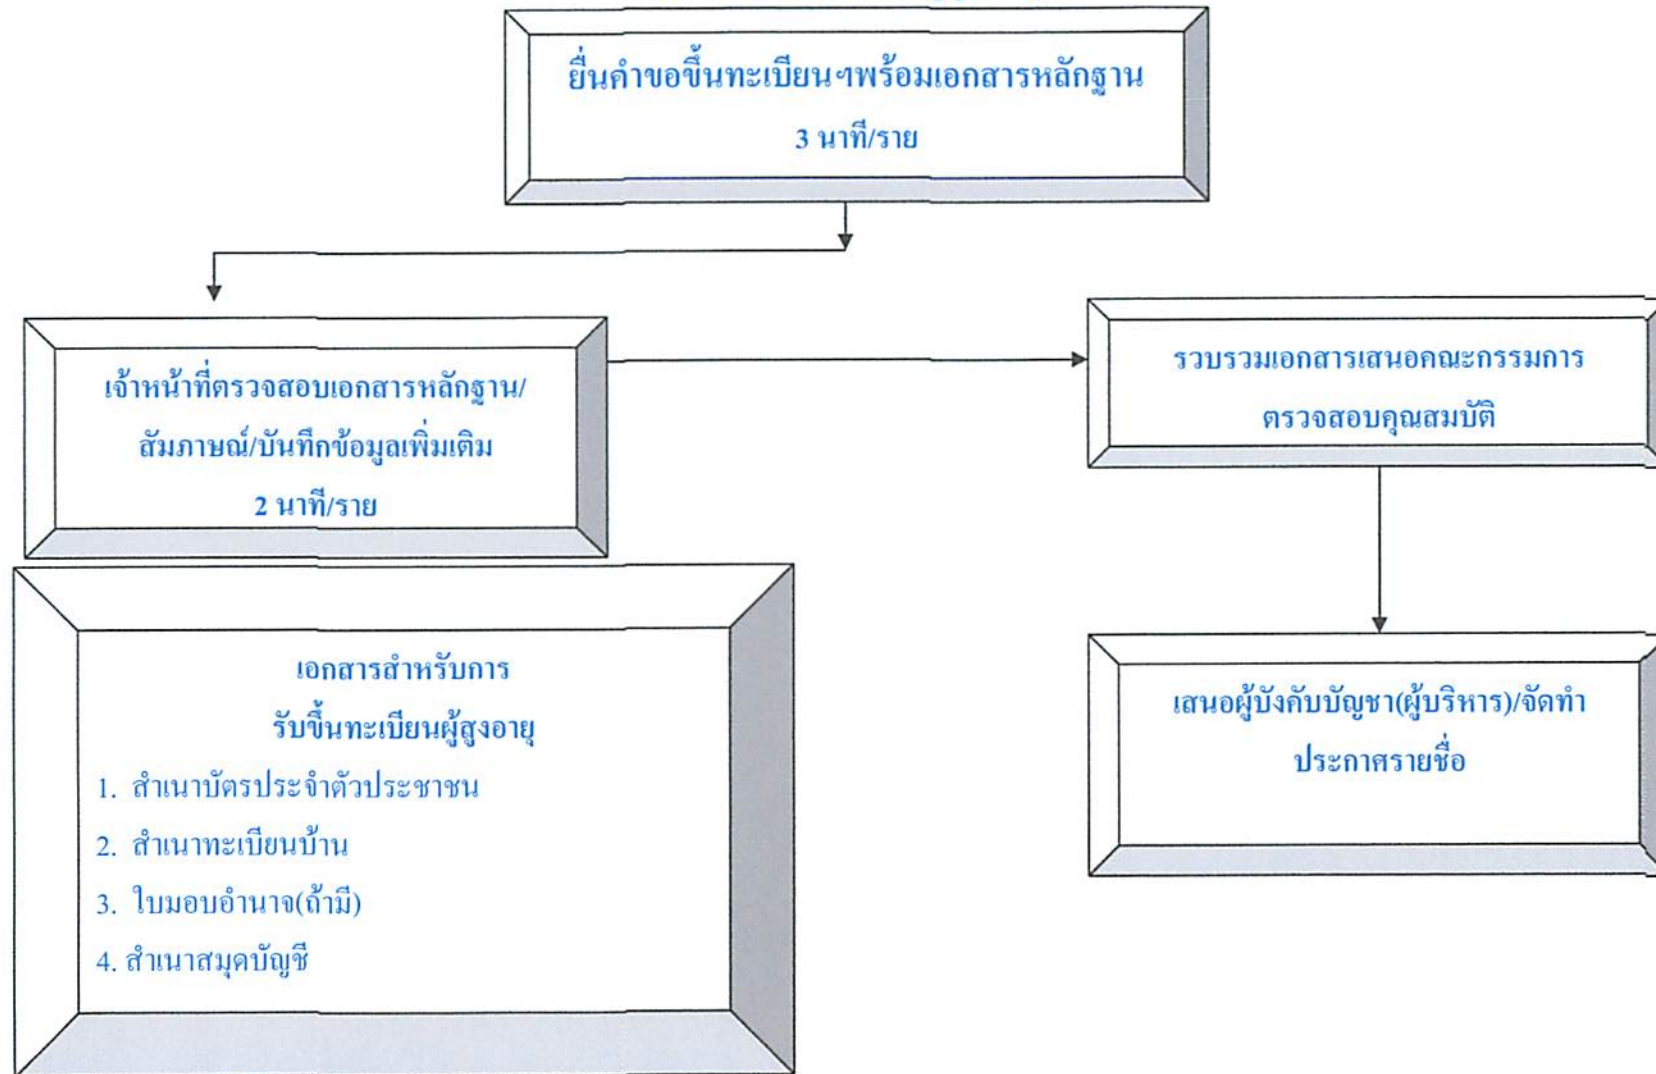 ยื่นคำขอขึ้นทะเบียนฯพร้อมเอกสารหลักฐาน
3 นาที/ราย
เจ้าหน้าที่ตรวจสอบเอกสารหลักฐาน/
สัมภาษณ์/บันทึกข้อมูลเพิ่มเติม
2 นาที/ราย
รวบรวมเอกสารเสนอคณะกรรมการ
ตรวจสอบคุณสมบัติ
เอกสารสำหรับการ
รับขึ้นทะเบียนผู้สูงอายุ
1. สำเนาบัตรประจำตัวประชาชน
2. สำเนาทะเบียนบ้าน
3. ใบมอบอำนาจ(ถ้ามี)
4. สำเนาสมุดบัญชี
เสนอผู้บังคับบัญชา(ผู้บริหาร)/จัดทำ
ประกาศรายชื่อ